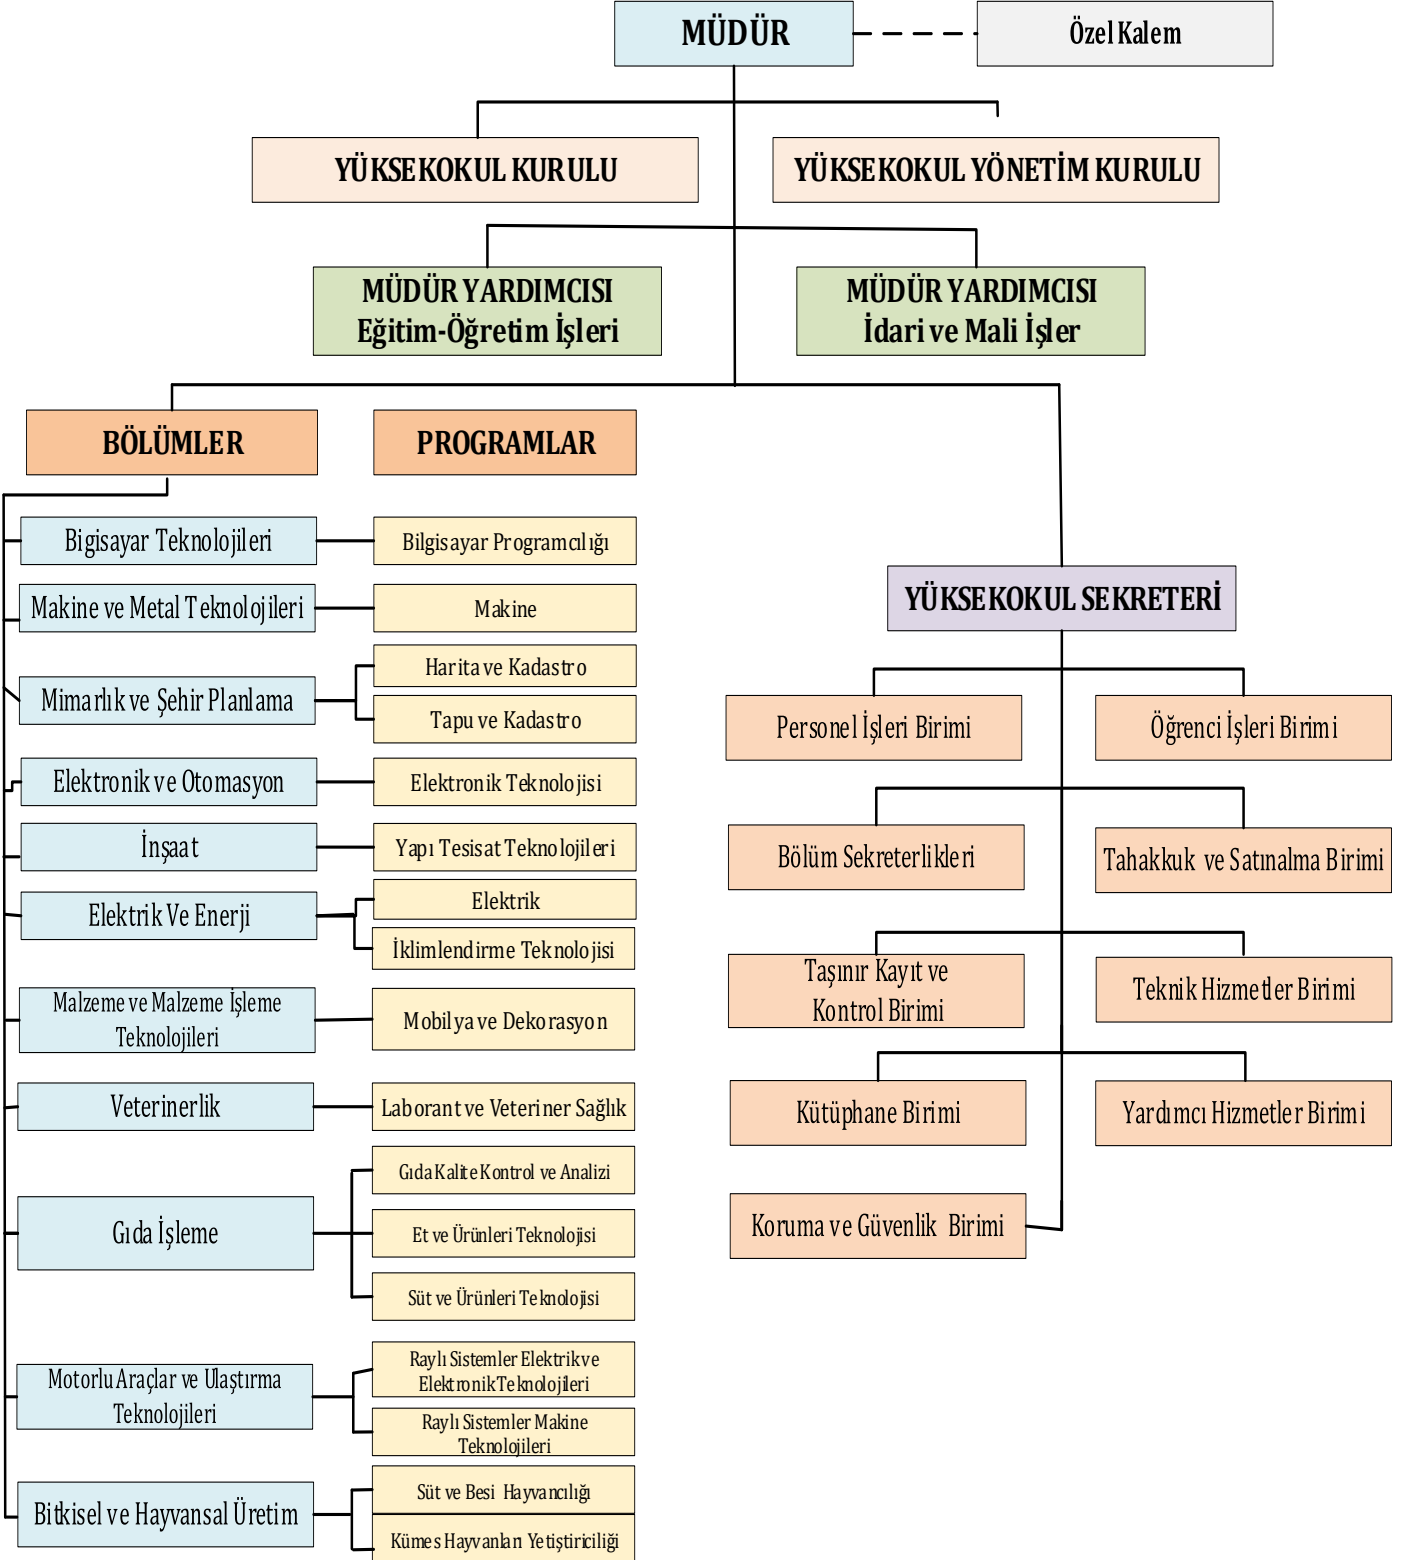 MÜDÜR
Özel Kalem
YÜKSEKOKUL KURULU
YÜKSEKOKUL YÖNETİM KURULU
MÜDÜR YARDIMCISI
Eğitim-Öğretim İşleri
MÜDÜR YARDIMCISI
İdari ve Mali İşler
BÖLÜMLER
PROGRAMLAR
Bigisayar Teknolojileri
Bilgisayar Programcılığı
Makine ve Metal Teknolojileri
Makine
Mimarlık ve Şehir Planlama
Harita ve Kadastro
Tapu ve Kadastro
Elektronik ve Otomasyon
Elektronik Teknolojisi
İnşaat
Yapı Tesisat Teknolojileri
Elektrik Ve Enerji
Elektrik
İklimlendirme Teknolojisi
Malzeme ve Malzeme İşleme
Teknolojileri
Mobilya ve Dekorasyon
Veterinerlik
Laborant ve Veteriner Sağlık
Gıda İşleme
Gıda Kalite Kontrol ve Analizi
Et ve Ürünleri Teknolojisi
Süt ve Ürünleri Teknolojisi
Motorlu Araçlar ve Ulaştırma
Teknolojileri
Raylı Sistemler Elektrik ve
Elektronik Teknolojileri
Raylı Sistemler Makine
Teknolojileri
Bitkisel ve Hayvansal Üretim
Süt ve Besi Hayvancılığı
Kümes Hayvanları Yetiştiriciliği
YÜKSEKOKUL SEKRETERİ
Personel İşleri Birimi
Öğrenci İşleri Birimi
Bölüm Sekreterlikleri
Tahakkuk ve Satınalma Birimi
Taşınır Kayıt ve
Kontrol Birimi
Teknik Hizmetler Birimi
Kütüphane Birimi
Yardımcı Hizmetler Birimi
Koruma ve Güvenlik Birimi